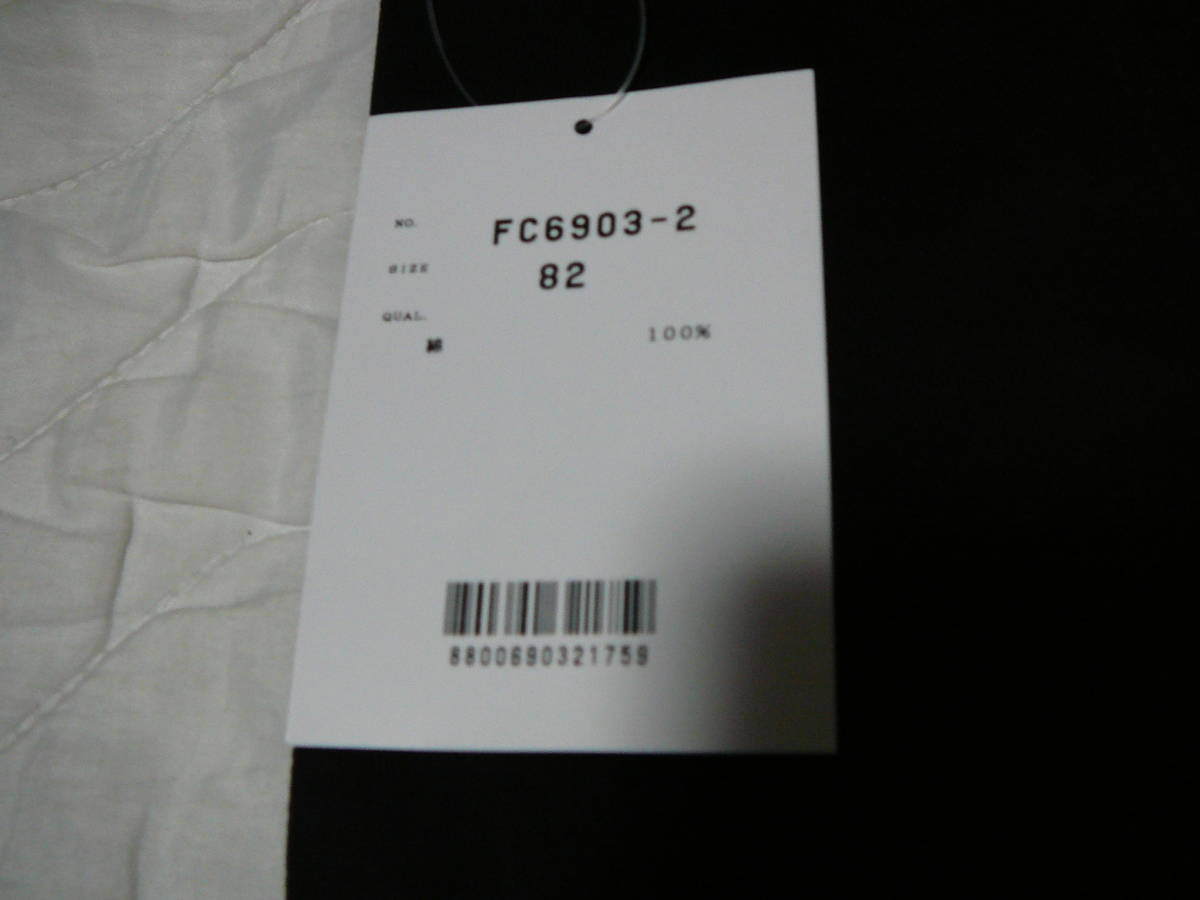 NO. FC6903-2
SIZE 82
QUAL.
綿 100%
8800690321759